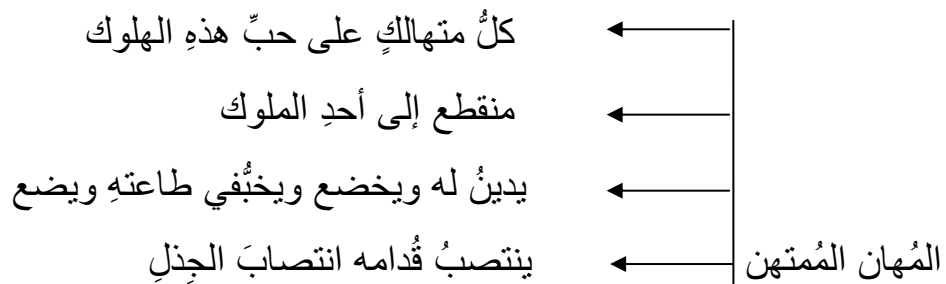 كلُّ متهالكٍ على حبِّ هذهِ الهلوك
منقطع إلى أحدِ الملوك
يدينُ له ويخضع ويخبُّفي طاعتهِ ويضع
المُهان المُمتهن
ينتصبُ قُدامه انتصابَ الجِذلِ